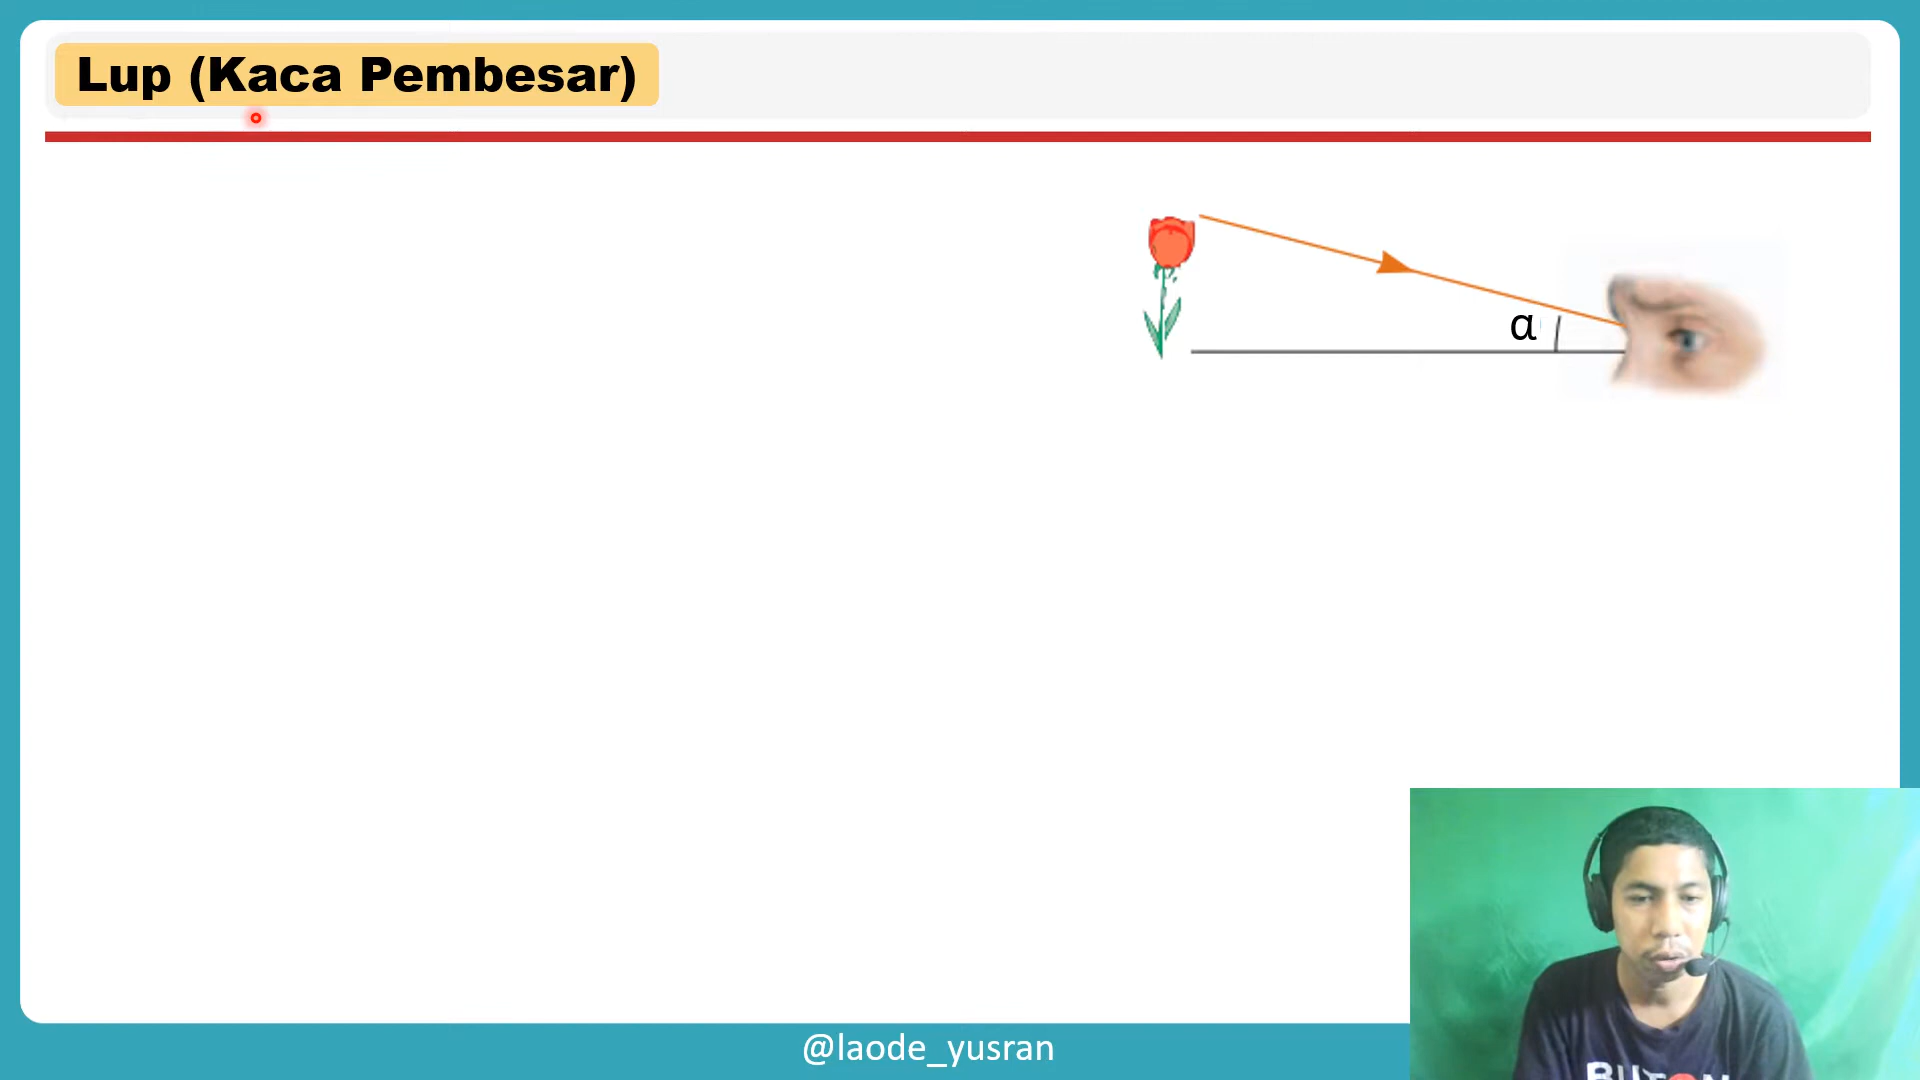 Lup (Kaca Pembesar)
α
@laode_yusran